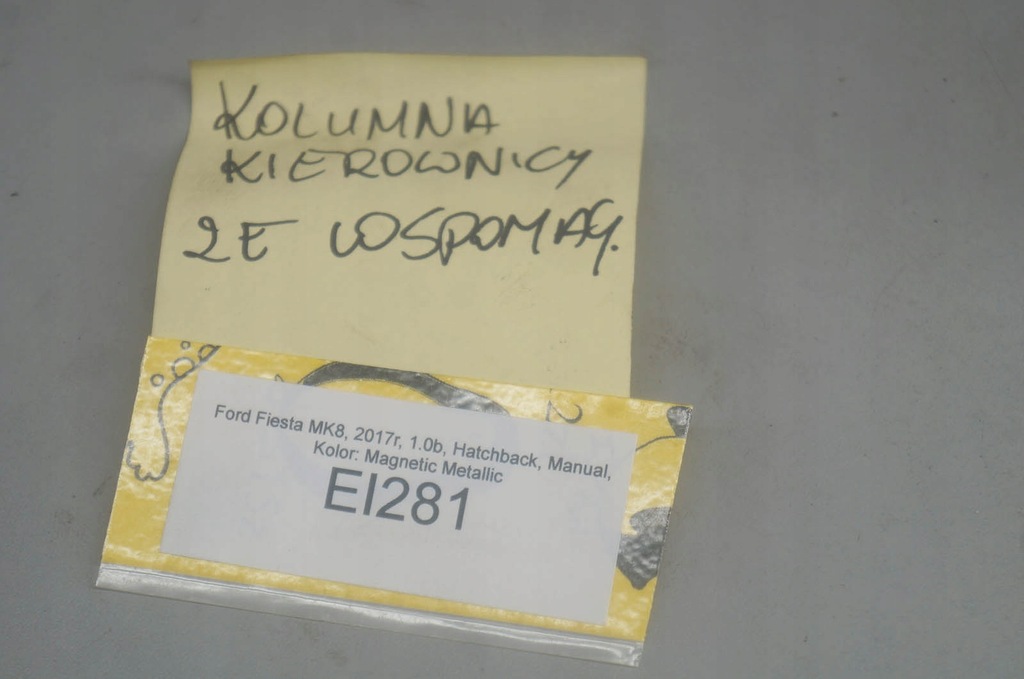 KOLUMNA
KIEROWNICY
ZE WSPOMAG.
Ford Fiesta MK8, 2017r, 1.0b, Hatchback, Manual,
Kolor: Magnetic Metallic
EI281